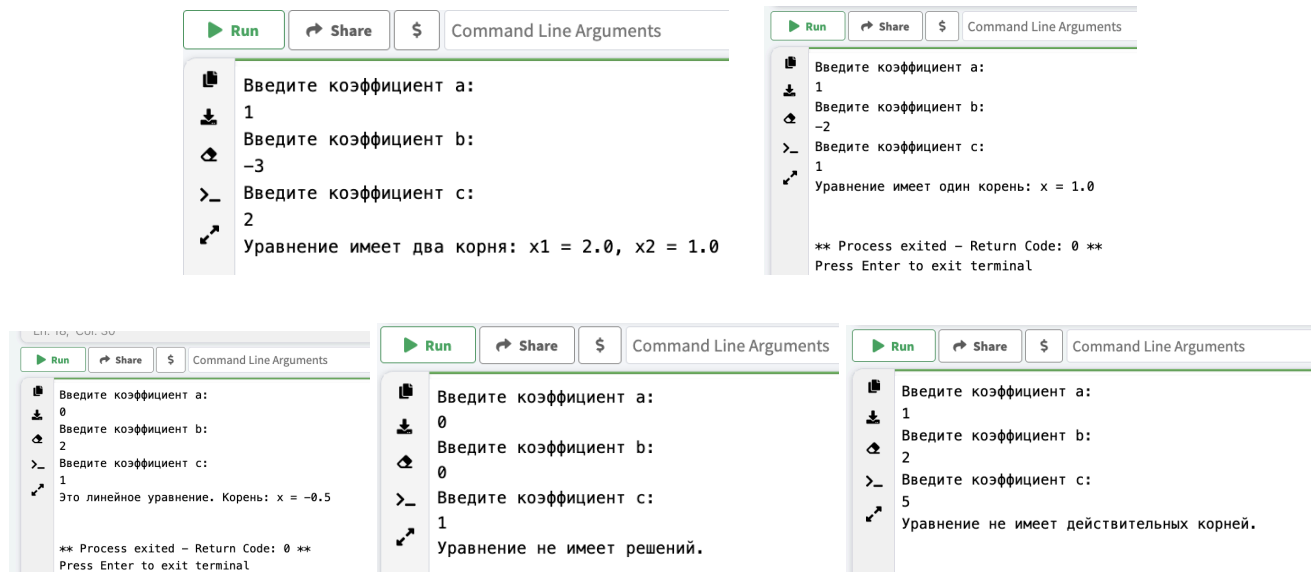 Run Share $ Command Line Arguments
Введите коэффициент a:
1
Введите коэффициент b:
-3
Введите коэффициент c:
2
Уравнение имеет два корня: x1 = 2.0, x2 = 1.0
Run Share $ Command Line Arguments
Введите коэффициент a:
1
Введите коэффициент b:
-2
Введите коэффициент c:
1
Уравнение имеет один корень: x = 1.0
** Process exited - Return Code: 0 **
Press Enter to exit terminal
Ln: 18, Col: 30
Run Share $ Command Line Arguments
Введите коэффициент a:
0
Введите коэффициент b:
2
Введите коэффициент c:
1
Это линейное уравнение. Корень: x = -0.5
** Process exited - Return Code: 0 **
Press Enter to exit terminal
Run Share $ Command Line Arguments
Введите коэффициент a:
0
Введите коэффициент b:
0
Введите коэффициент c:
1
Уравнение не имеет решений.
Run Share $ Command Line Arguments
Введите коэффициент a:
1
Введите коэффициент b:
2
Введите коэффициент c:
5
Уравнение не имеет действительных корней.